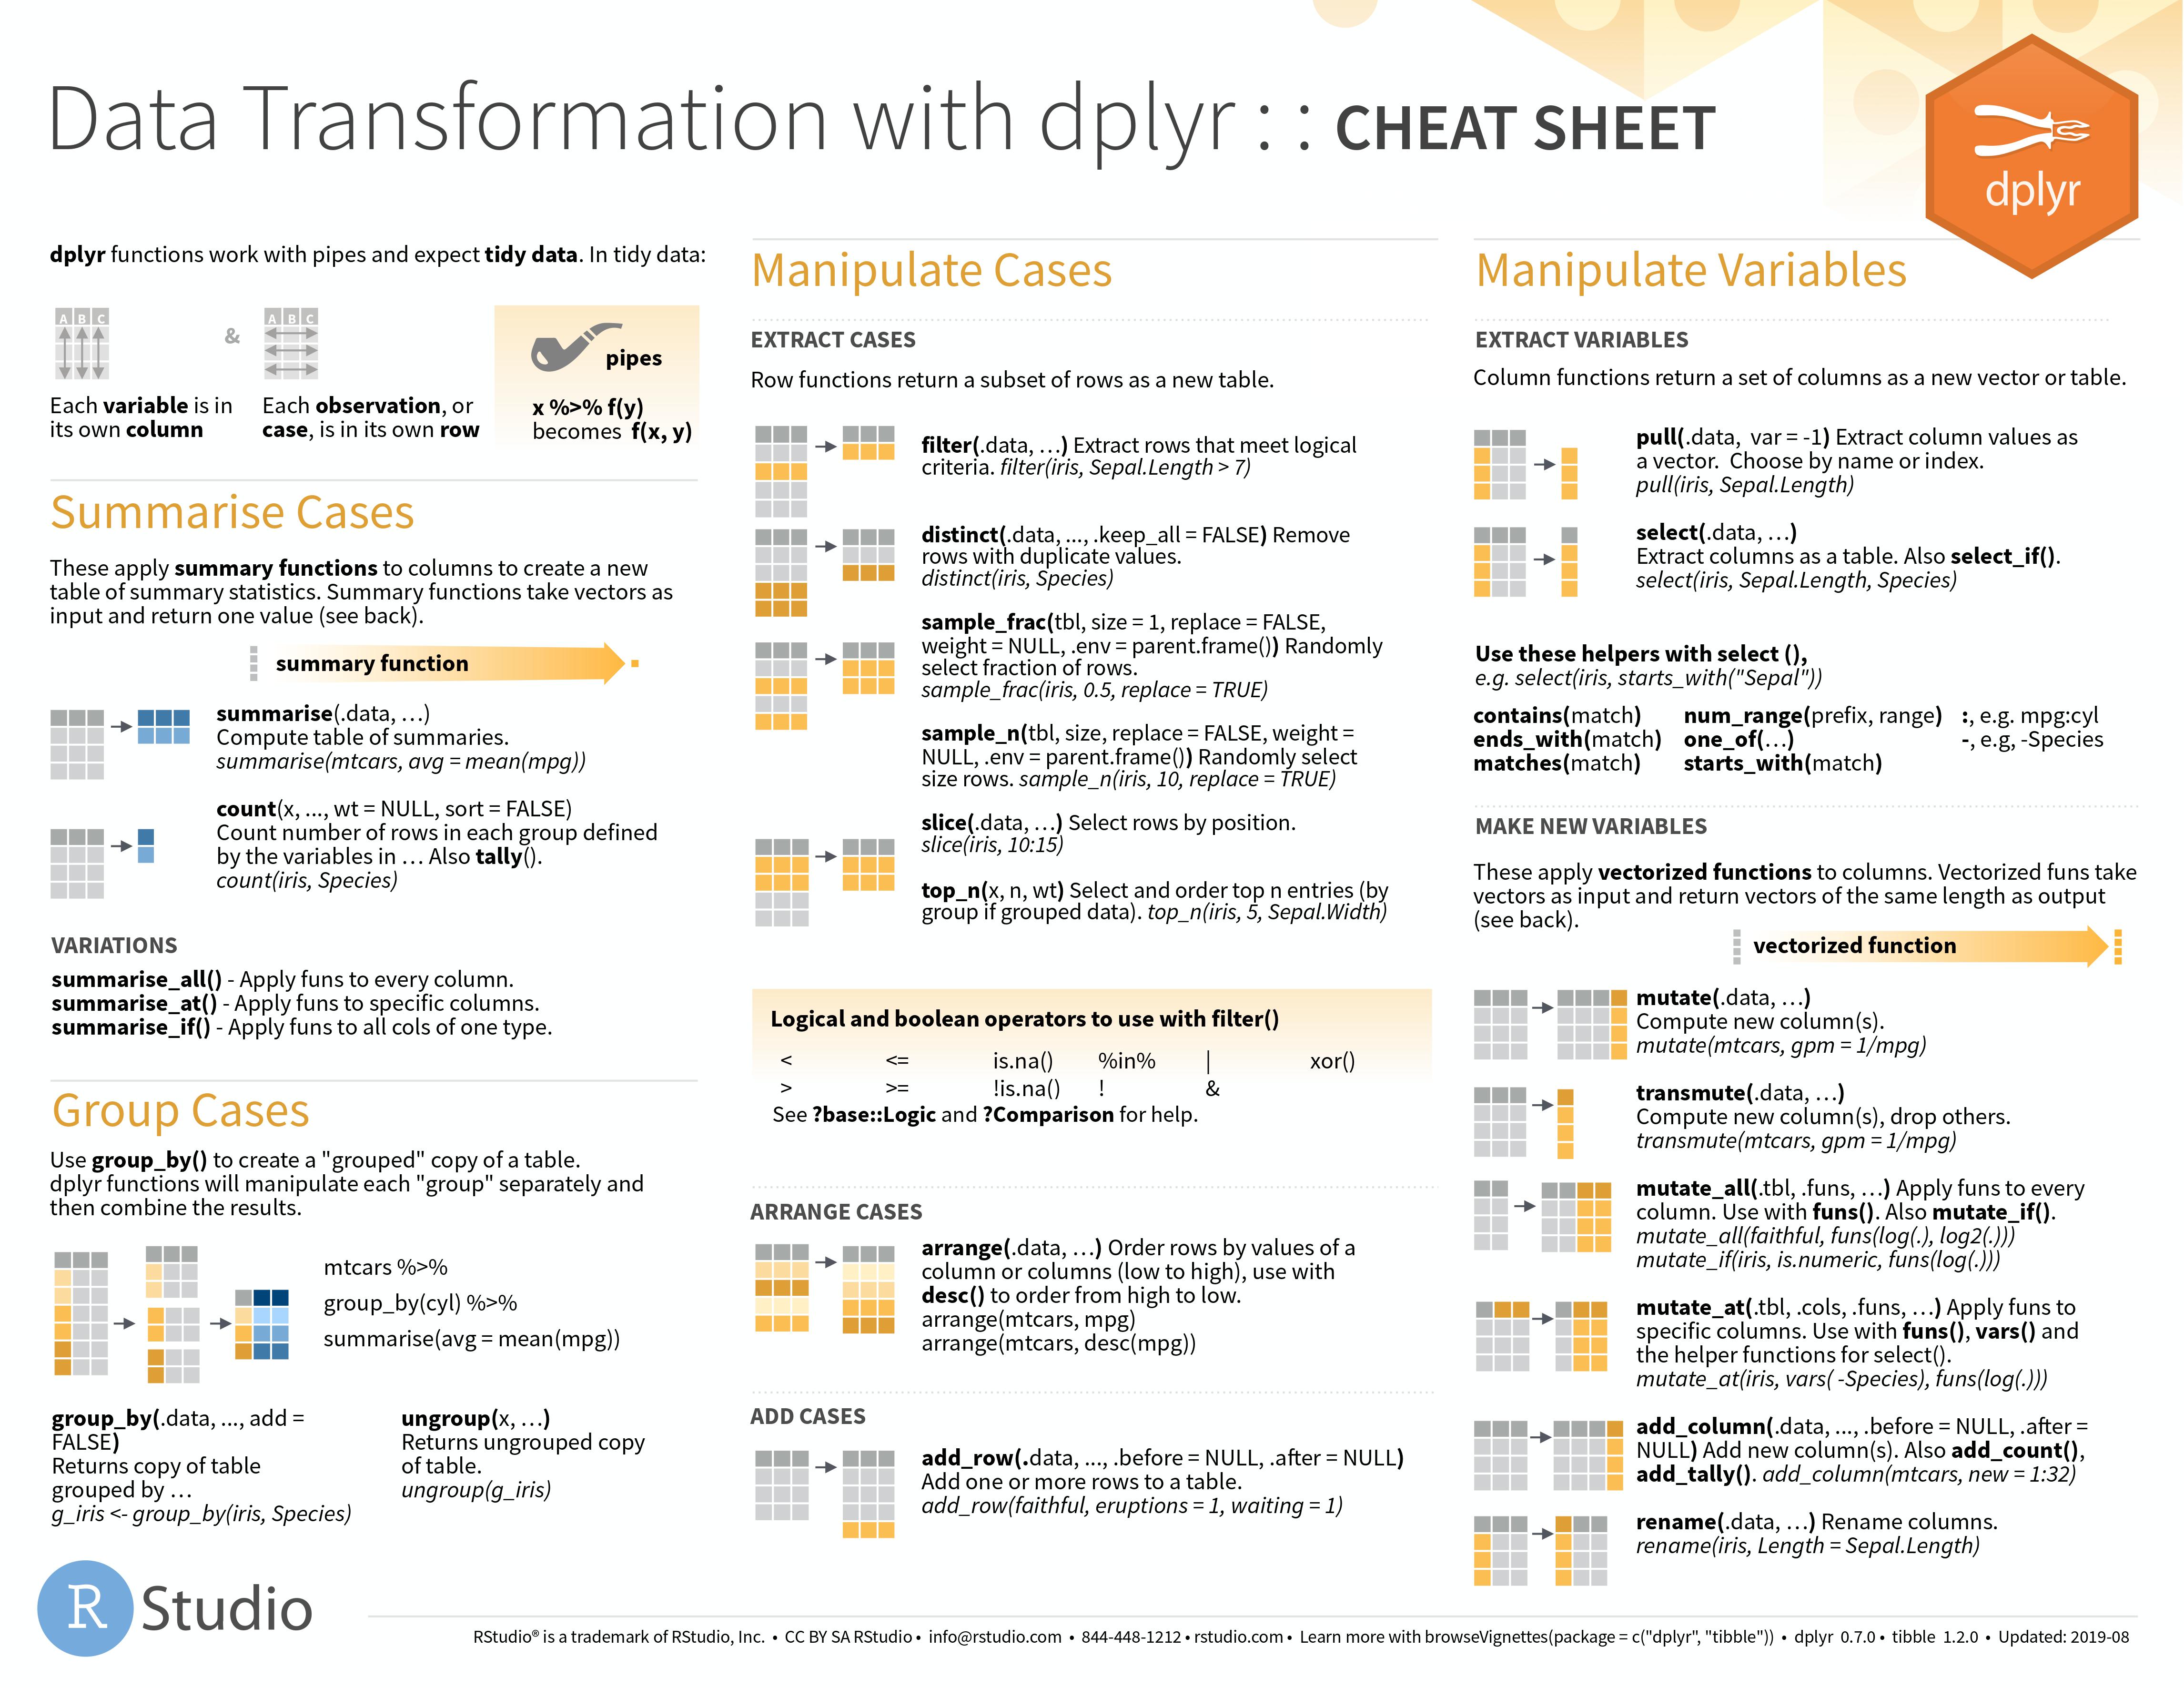 Data Transformation with dplyr : : CHEAT SHEET
dplyr
dplyr functions work with pipes and expect tidy data. In tidy data:
A B C
&
A B C
pipes
Each variable is in
its own column
Each observation, or
case, is in its own row
x %>% f(y)
becomes f(x, y)
Summarise Cases
These apply summary functions to columns to create a new
table of summary statistics. Summary functions take vectors as
input and return one value (see back).
summary function
summarise(.data, …)
Compute table of summaries.
summarise(mtcars, avg = mean(mpg))
count(x, ..., wt = NULL, sort = FALSE)
Count number of rows in each group defined
by the variables in … Also tally().
count(iris, Species)
VARIATIONS
summarise_all() - Apply funs to every column.
summarise_at() - Apply funs to specific columns.
summarise_if() - Apply funs to all cols of one type.
Group Cases
Use group_by() to create a "grouped" copy of a table.
dplyr functions will manipulate each "group" separately and
then combine the results.
mtcars %>%
group_by(cyl) %>%
summarise(avg = mean(mpg))
group_by(.data, ..., add =
FALSE)
Returns copy of table
grouped by …
g_iris <- group_by(iris, Species)
ungroup(x, …)
Returns ungrouped copy
of table.
ungroup(g_iris)
Manipulate Cases
EXTRACT CASES
Row functions return a subset of rows as a new table.
filter(.data, …) Extract rows that meet logical
criteria. filter(iris, Sepal.Length > 7)
distinct(.data, ..., .keep_all = FALSE) Remove
rows with duplicate values.
distinct(iris, Species)
sample_frac(tbl, size = 1, replace = FALSE,
weight = NULL, .env = parent.frame()) Randomly
select fraction of rows.
sample_frac(iris, 0.5, replace = TRUE)
sample_n(tbl, size, replace = FALSE, weight =
NULL, .env = parent.frame()) Randomly select
size rows. sample_n(iris, 10, replace = TRUE)
slice(.data, …) Select rows by position.
slice(iris, 10:15)
top_n(x, n, wt) Select and order top n entries (by
group if grouped data). top_n(iris, 5, Sepal.Width)
Logical and boolean operators to use with filter()
< <= is.na() %in% | xor()
> >= !is.na() ! &
See ?base::Logic and ?Comparison for help.
ARRANGE CASES
arrange(.data, …) Order rows by values of a
column or columns (low to high), use with
desc() to order from high to low.
arrange(mtcars, mpg)
arrange(mtcars, desc(mpg))
ADD CASES
add_row(.data, ..., .before = NULL, .after = NULL)
Add one or more rows to a table.
add_row(faithful, eruptions = 1, waiting = 1)
Manipulate Variables
EXTRACT VARIABLES
Column functions return a set of columns as a new vector or table.
pull(.data, var = -1) Extract column values as
a vector. Choose by name or index.
pull(iris, Sepal.Length)
select(.data, …)
Extract columns as a table. Also select_if().
select(iris, Sepal.Length, Species)
Use these helpers with select (),
e.g. select(iris, starts_with("Sepal"))
contains(match) num_range(prefix, range) :, e.g. mpg:cyl
ends_with(match) one_of(…) -, e.g, -Species
matches(match) starts_with(match)
MAKE NEW VARIABLES
These apply vectorized functions to columns. Vectorized funs take
vectors as input and return vectors of the same length as output
(see back).
vectorized function
mutate(.data, …)
Compute new column(s).
mutate(mtcars, gpm = 1/mpg)
transmute(.data, …)
Compute new column(s), drop others.
transmute(mtcars, gpm = 1/mpg)
mutate_all(.tbl, .funs, …) Apply funs to every
column. Use with funs(). Also mutate_if().
mutate_all(faithful, funs(log(.), log2(.)))
mutate_if(iris, is.numeric, funs(log(.)))
mutate_at(.tbl, .cols, .funs, …) Apply funs to
specific columns. Use with funs(), vars() and
the helper functions for select().
mutate_at(iris, vars( -Species), funs(log(.)))
add_column(.data, ..., .before = NULL, .after =
NULL) Add new column(s). Also add_count(),
add_tally(). add_column(mtcars, new = 1:32)
rename(.data, …) Rename columns.
rename(iris, Length = Sepal.Length)
R Studio
RStudio® is a trademark of RStudio, Inc. • CC BY SA RStudio • info@rstudio.com • 844-448-1212 • rstudio.com • Learn more with browseVignettes(package = c("dplyr", "tibble")) • dplyr 0.7.0 • tibble 1.2.0 • Updated: 2019-08